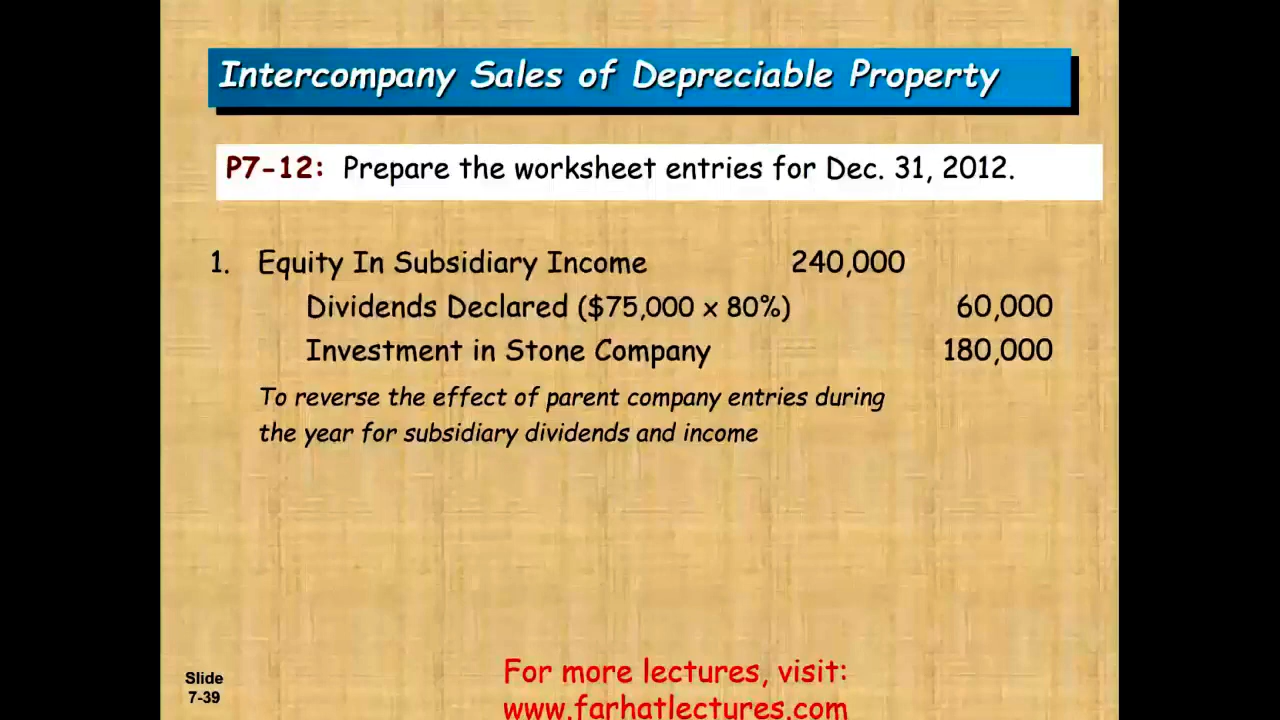 Intercompany Sales of Depreciable Property
P7-12: Prepare the worksheet entries for Dec. 31, 2012.
1. Equity In Subsidiary Income 240,000
Dividends Declared ($75,000 x 80%) 60,000
Investment in Stone Company 180,000
To reverse the effect of parent company entries during
the year for subsidiary dividends and income
Slide
7-39
For more lectures, visit:
www.farhatlectures.com